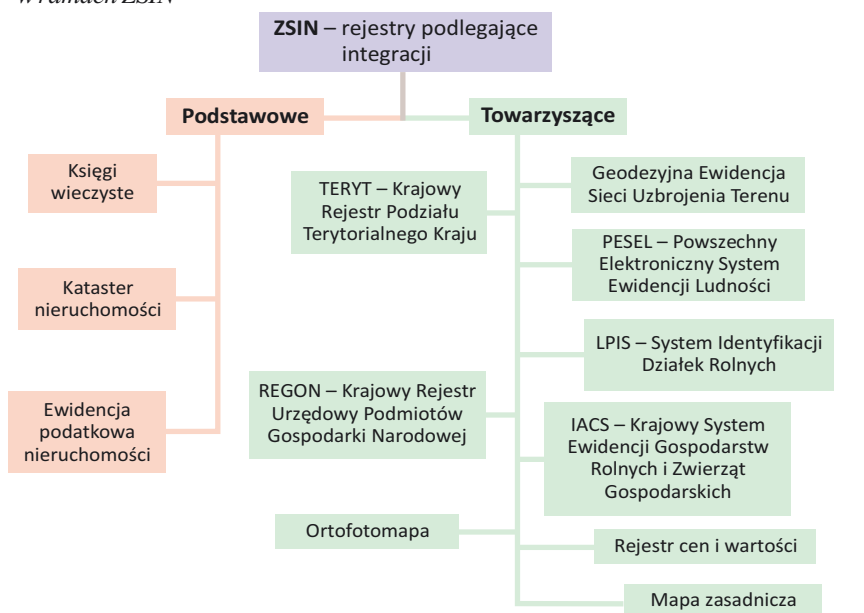 w ramach ZSIN
ZSIN – rejestry podlegające
integracji
Podstawowe
Towarzyszące
Księgi
wieczyste
Kataster
nieruchomości
Ewidencja
podatkowa
nieruchomości
TERYT – Krajowy
Rejestr Podziału
Terytorialnego Kraju
REGON – Krajowy Rejestr
Urzędowy Podmiotów
Gospodarki Narodowej
Ortofotomapa
Geodezyjna Ewidencja
Sieci Uzbrojenia Terenu
PESEL – Powszechny
Elektroniczny System
Ewidencji Ludności
LPIS – System Identyfikacji
Działek Rolnych
IACS – Krajowy System
Ewidencji Gospodarstw
Rolnych i Zwierząt
Gospodarskich
Rejestr cen i wartości
Mapa zasadnicza